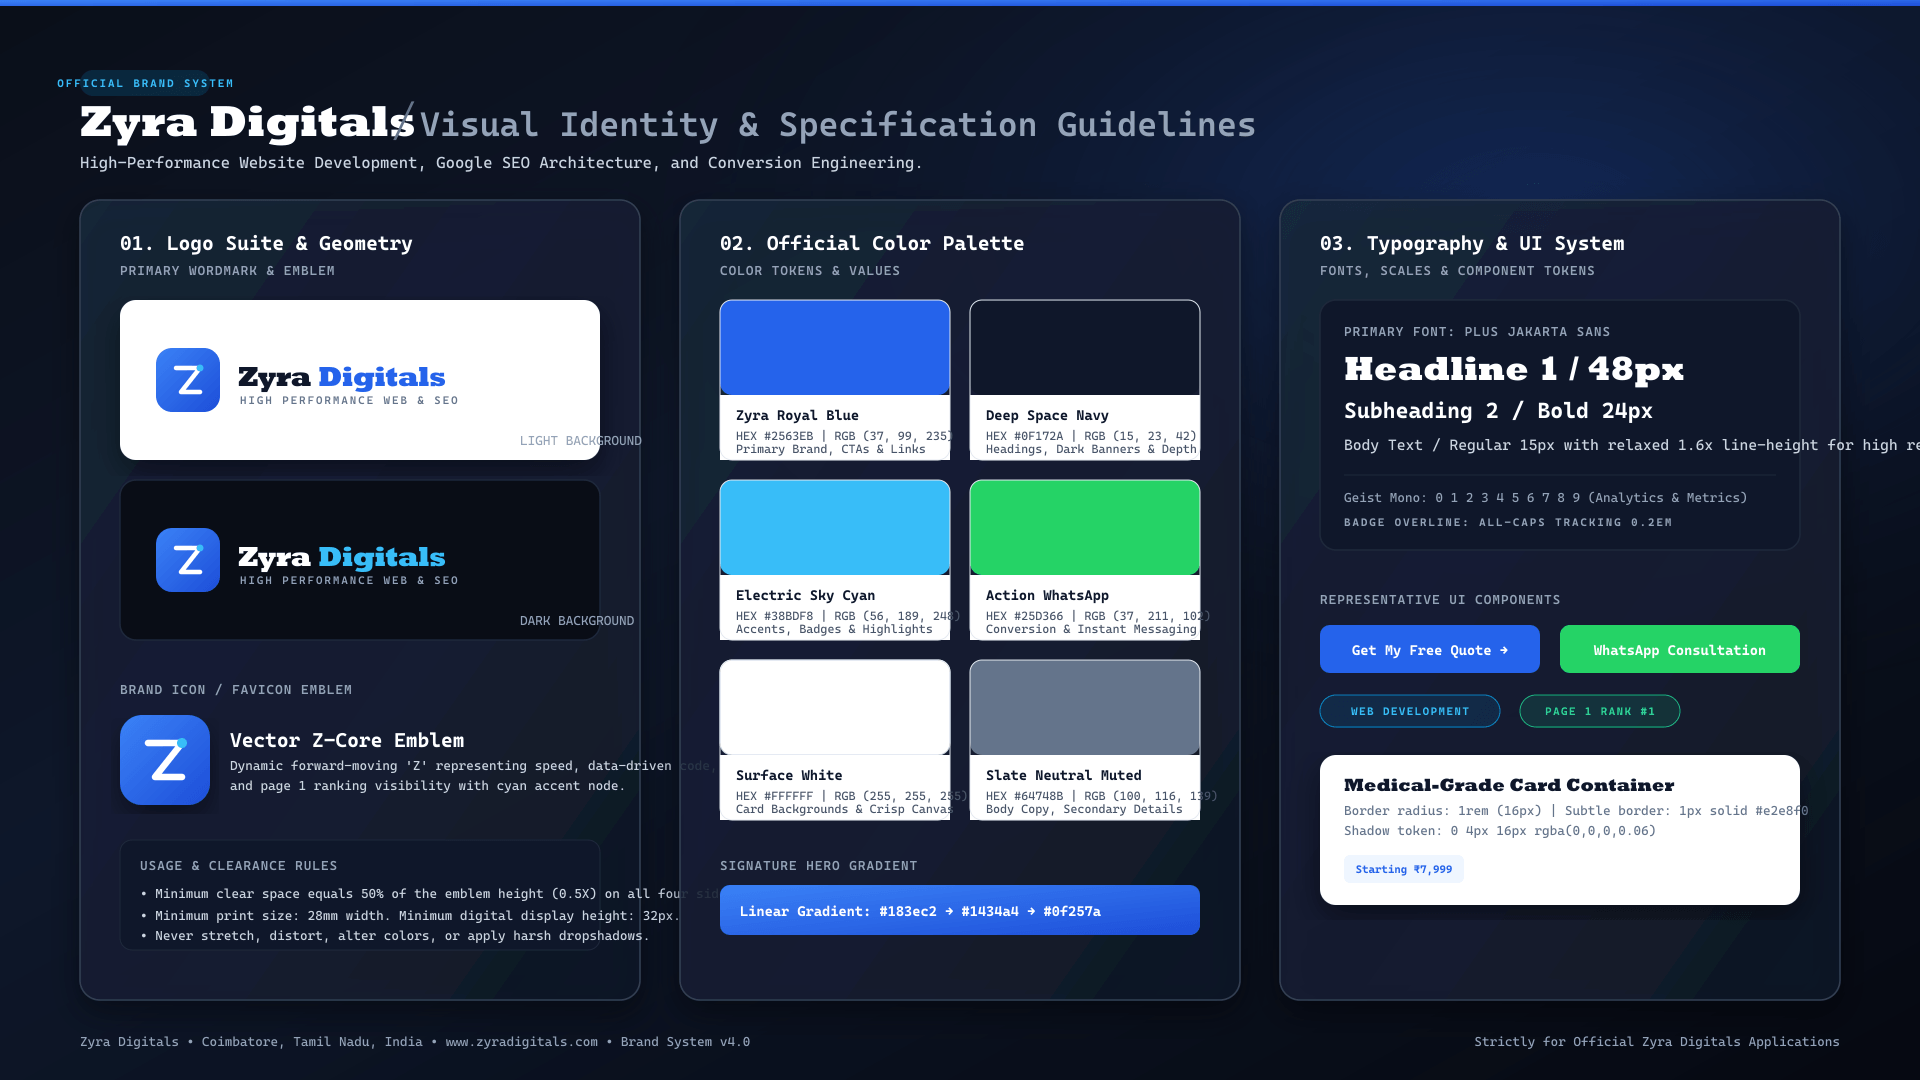 OFFICIAL BRAND SYSTEM
Zyra Digitals / Visual Identity & Specification Guidelines
High-Performance Website Development, Google SEO Architecture, and Conversion Engineering.
01. Logo Suite & Geometry
PRIMARY WORDMARK & EMBLEM
Z
Zyra Digitals
HIGH PERFORMANCE WEB & SEO
LIGHT BACKGROUND
Z
Zyra Digitals
HIGH PERFORMANCE WEB & SEO
DARK BACKGROUND
BRAND ICON / FAVICON EMBLEM
Z
Vector Z-Core Emblem
Dynamic forward-moving 'Z' representing speed, data-driven code,
and page 1 ranking visibility with cyan accent node.
USAGE & CLEARANCE RULES
• Minimum clear space equals 50% of the emblem height (0.5X) on all four
• Minimum print size: 28mm width. Minimum digital display height: 32px.
• Never stretch, distort, alter colors, or apply harsh dropshadows.
02. Official Color Palette
COLOR TOKENS & VALUES
Zyra Royal Blue
HEX #2563EB | RGB (37, 99, 235)
Primary Brand, CTAs & Links
Deep Space Navy
HEX #0F172A | RGB (15, 23, 42)
Headings, Dark Banners & Depth
Electric Sky Cyan
HEX #38BDF8 | RGB (56, 189, 248)
Accents, Badges & Highlights
Action WhatsApp
HEX #25D366 | RGB (37, 211, 102)
Conversion & Instant Messaging
Surface White
HEX #FFFFFF | RGB (255, 255, 255)
Card Backgrounds & Crisp Canvas
Slate Neutral Muted
HEX #64748B | RGB (100, 116, 139)
Body Copy, Secondary Details
SIGNATURE HERO GRADIENT
Linear Gradient: #183ec2 → #1434a4 → #0f257a
03. Typography & UI System
FONTS, SCALES & COMPONENT TOKENS
PRIMARY FONT: PLUS JAKARTA SANS
Headline 1 / 48px
Subheading 2 / Bold 24px
Body Text / Regular 15px with relaxed 1.6x line-height for high re
Geist Mono: 0 1 2 3 4 5 6 7 8 9 (Analytics & Metrics)
BADGE OVERLINE: ALL-CAPS TRACKING 0.2EM
REPRESENTATIVE UI COMPONENTS
Get My Free Quote →
WhatsApp Consultation
WEB DEVELOPMENT
PAGE 1 RANK #1
Medical-Grade Card Container
Border radius: 1rem (16px) | Subtle border: 1px solid #e2e8f0
Shadow token: 0 4px 16px rgba(0,0,0,0.06)
Starting ₹7,999
Zyra Digitals • Coimbatore, Tamil Nadu, India • www.zyradigitals.com • Brand System v4.0
Strictly for Official Zyra Digitals Applications